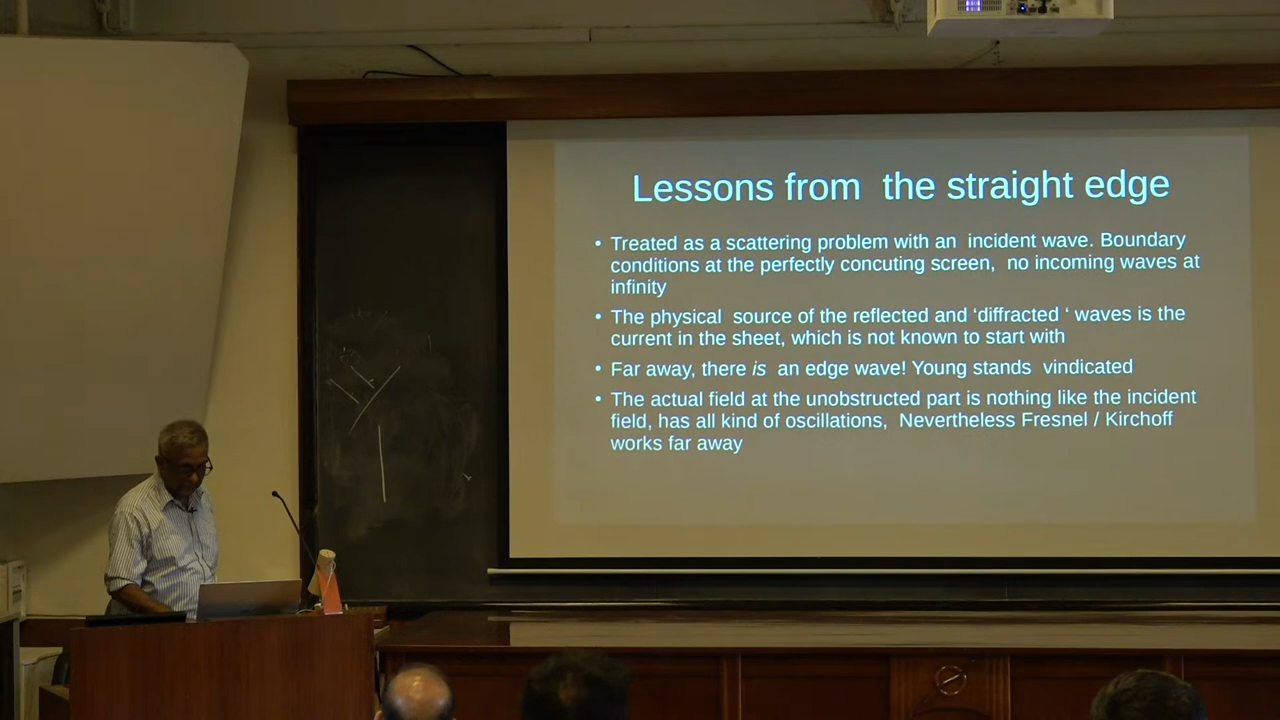 Lessons from the straight edge
• Treated as a scattering problem with an incident wave. Boundary
conditions at the perfectly concuting screen, no incoming waves at
infinity
• The physical source of the reflected and ‘diffracted ‘ waves is the
current in the sheet, which is not known to start with
• Far away, there is an edge wave! Young stands vindicated
• The actual field at the unobstructed part is nothing like the incident
field, has all kind of oscillations, Nevertheless Fresnel / Kirchoff
works far away